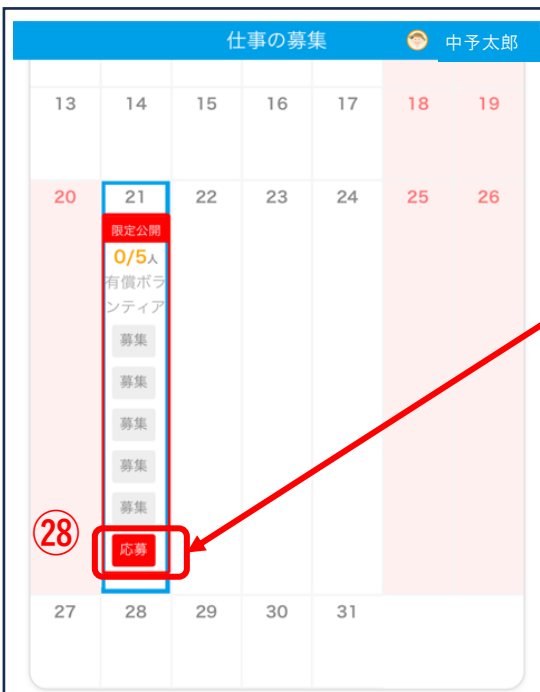 仕事の募集
中予太郎
13 14 15 16 17 18 19
20 21 22 23 24 25 26
限定公開
0/5人
有償ボラ
ンティア
募集
募集
募集
募集
募集
㉘
応募
27 28 29 30 31